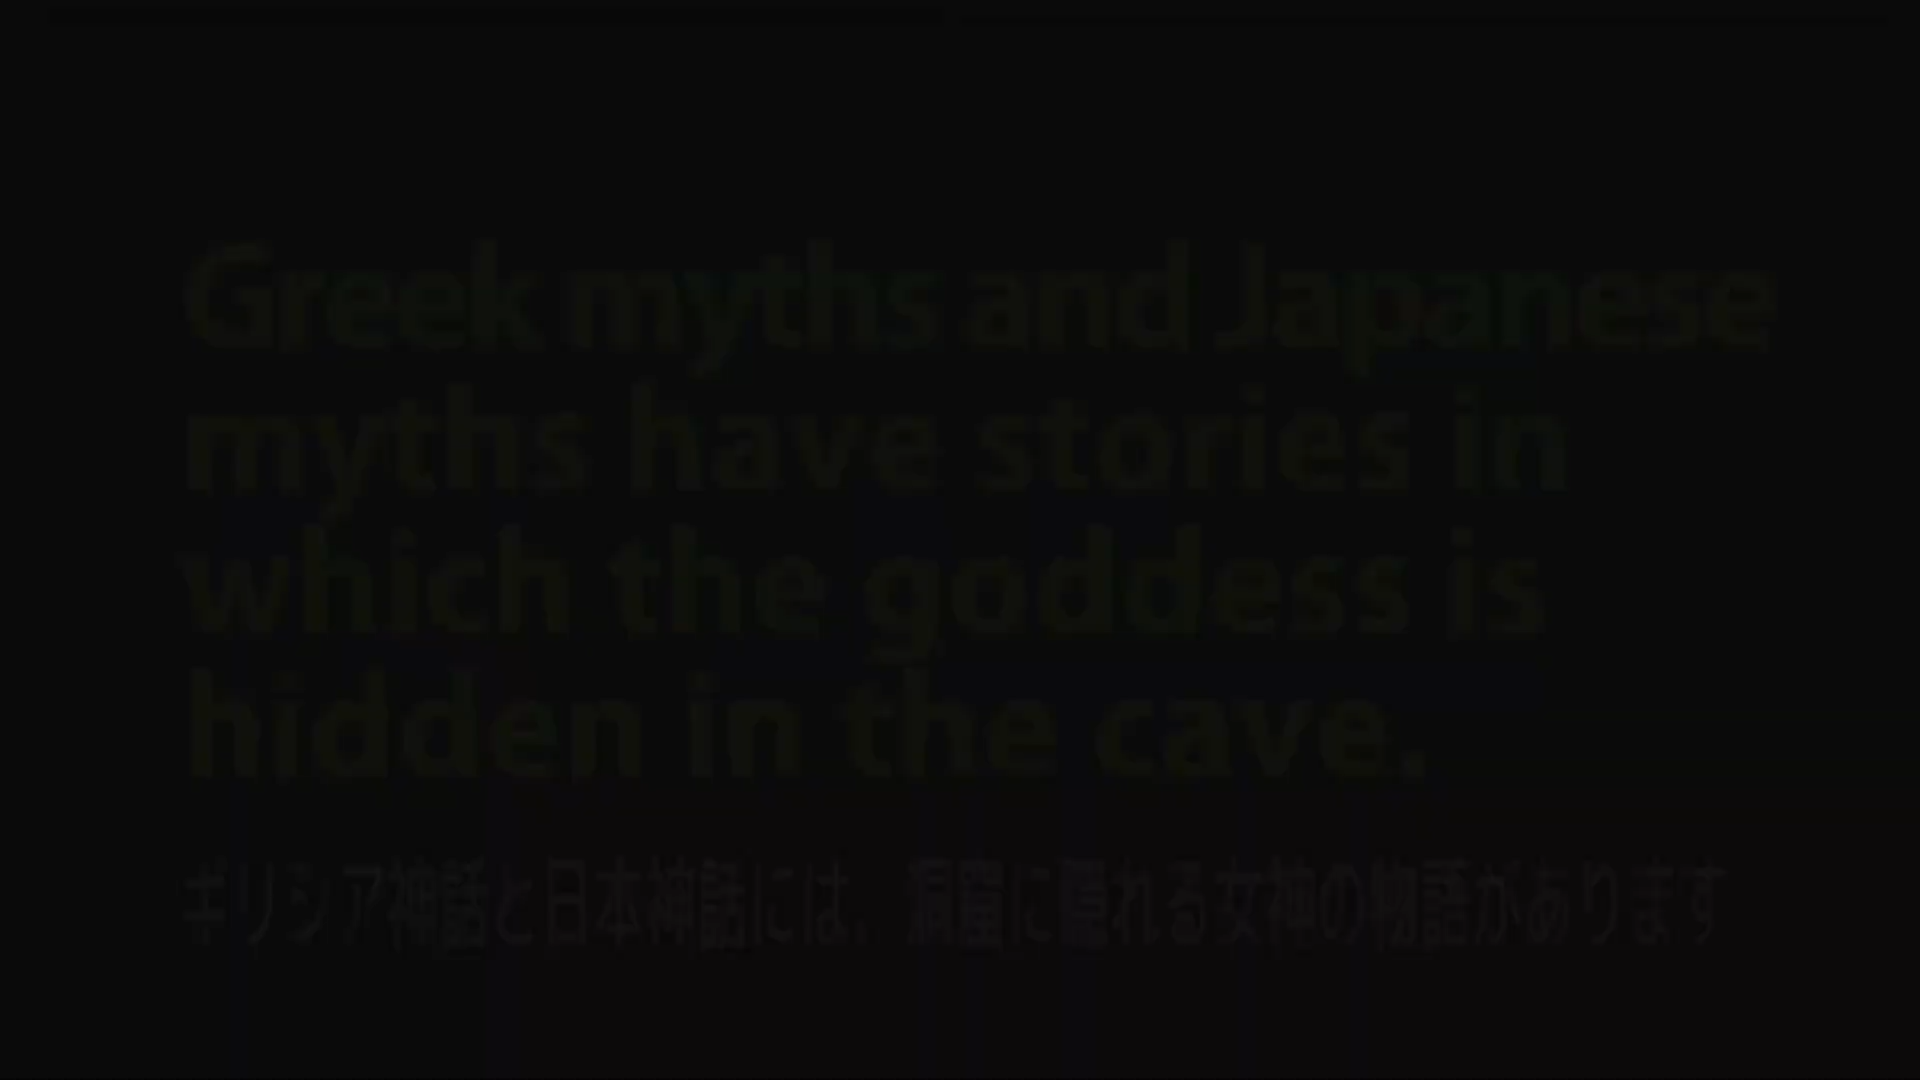 Greek myths and Japanese
myths have stories in
which the goddess is
hidden in the cave.
ギリシア神話と日本神話には、洞窟に隠れる女神の物語があります